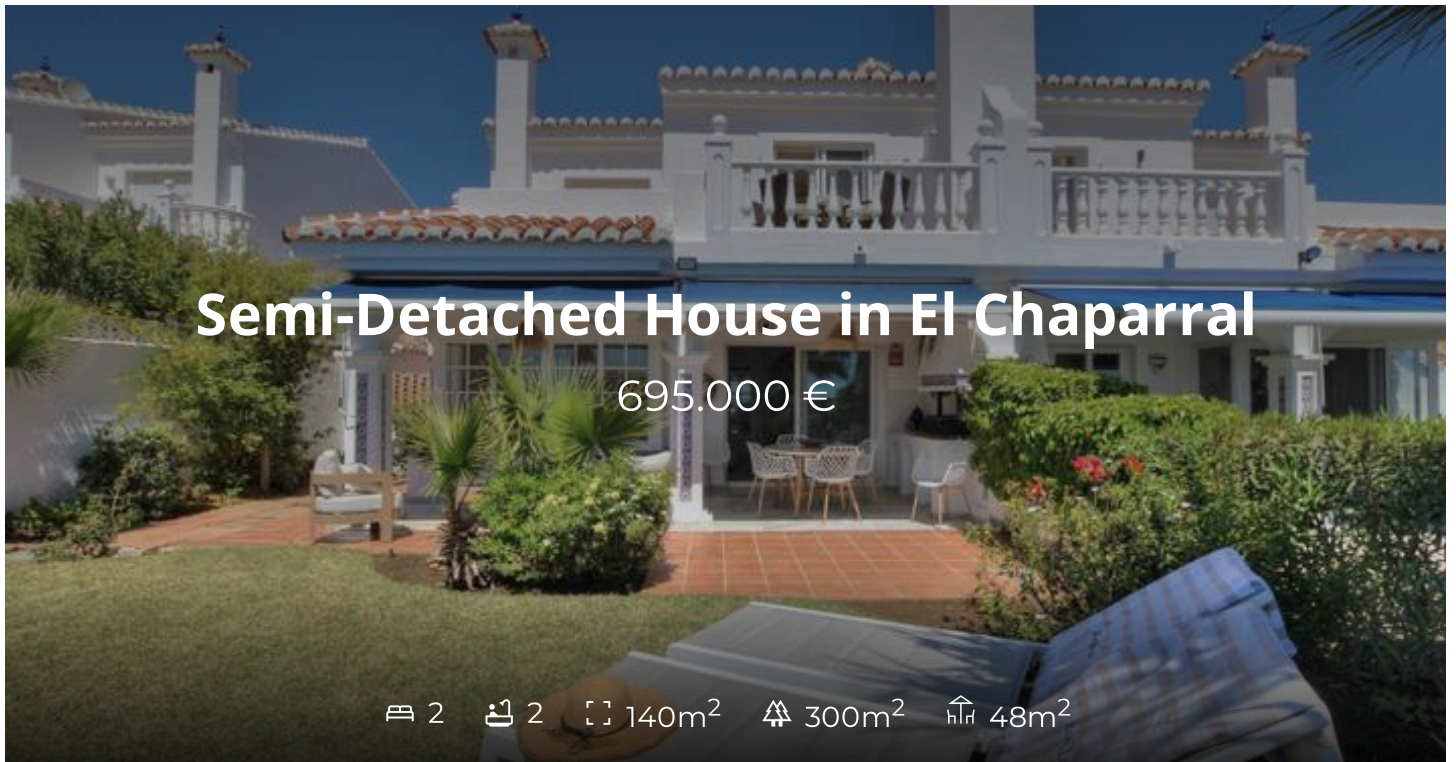 Semi-Detached House in El Chaparral
695.000 €
2 2 140m² 300m² 48m²